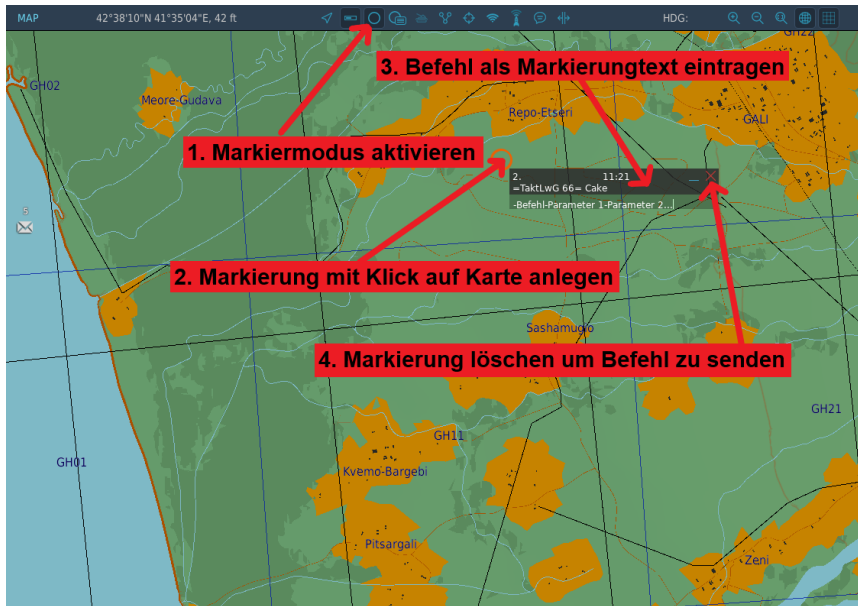 MAP 42°38'10"N 41°35'04"E, 42 ft HDG:
GH22
3. Befehl als Markierungtext eintragen
GH02
Meore-Gudava
Repo-Etseri
GALI
1. Markiermodus aktivieren
2. 11:21
=TaktLwG 66= Cake
-Befehl-Parameter 1-Parameter 2...
5
2. Markierung mit Klick auf Karte anlegen
Sashamugio
4. Markierung löschen um Befehl zu senden
GH21
GH11
GH01
Kvemo-Bargebi
Pitsargali
Zeni